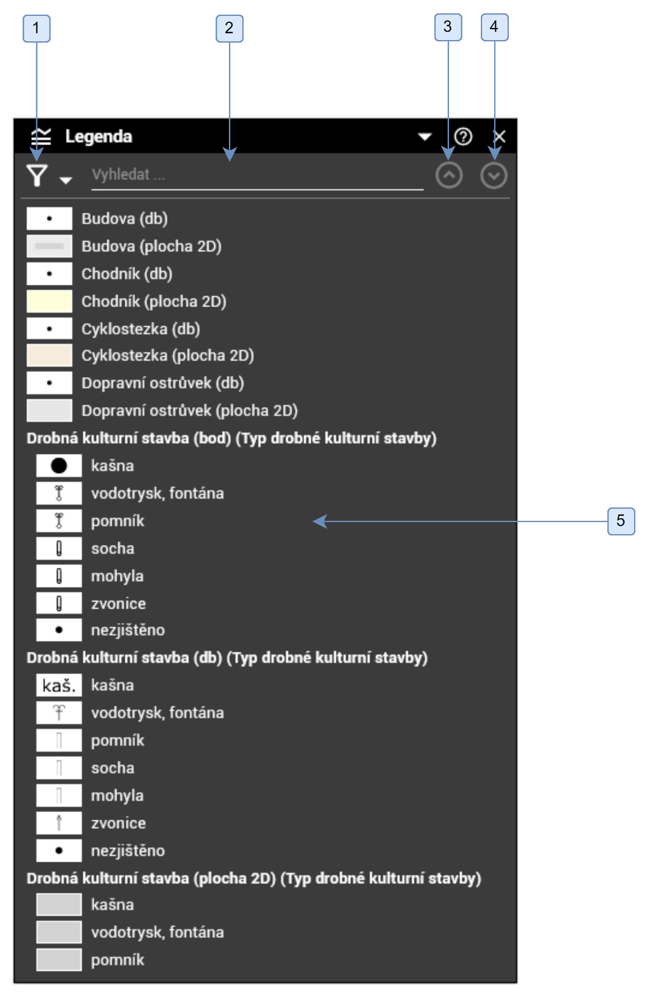 1
2
3
4
Legenda
Vyhledat ...
Budova (db)
Budova (plocha 2D)
Chodník (db)
Chodník (plocha 2D)
Cyklostezka (db)
Cyklostezka (plocha 2D)
Dopravní ostrůvek (db)
Dopravní ostrůvek (plocha 2D)
Drobná kulturní stavba (bod) (Typ drobné kulturní stavby)
kašna
vodotrysk, fontána
pomník
5
socha
mohyla
zvonice
nezjištěno
Drobná kulturní stavba (db) (Typ drobné kulturní stavby)
kaš. kašna
vodotrysk, fontána
pomník
socha
mohyla
zvonice
nezjištěno
Drobná kulturní stavba (plocha 2D) (Typ drobné kulturní stavby)
kašna
vodotrysk, fontána
pomník